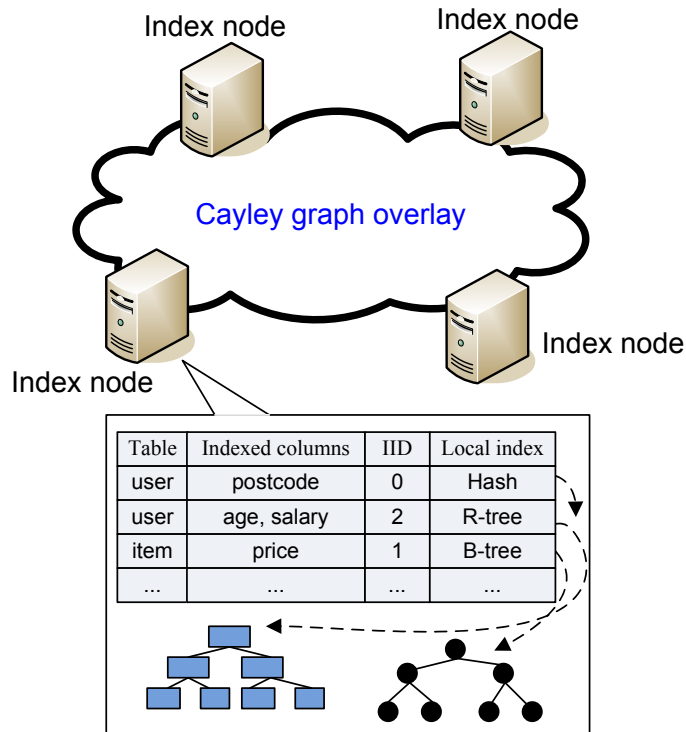 Index node
Index node
Cayley graph overlay
Index node
Index node
Table Indexed columns IID Local index
user postcode 0 Hash
user age, salary 2 R-tree
item price 1 B-tree
... ... ... ...